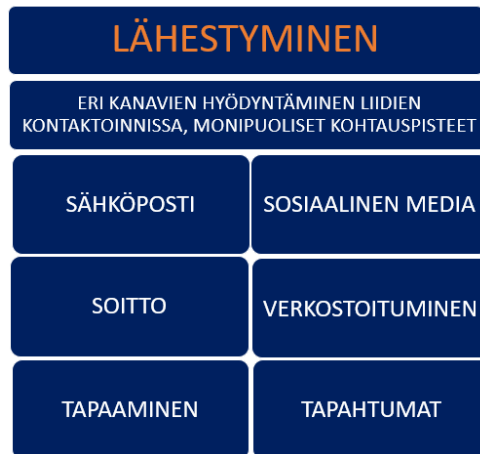 LÄHESTYMINEN
ERI KANAVIEN HYÖDYNTÄMINEN LIIDIEN
KONTAKTOINNISSA, MONIPUOLISET KOHTAUSPISTEET
SÄHKÖPOSTI
SOSIAALINEN MEDIA
SOITTO
VERKOSTOITUMINEN
TAPAAMINEN
TAPAHTUMAT